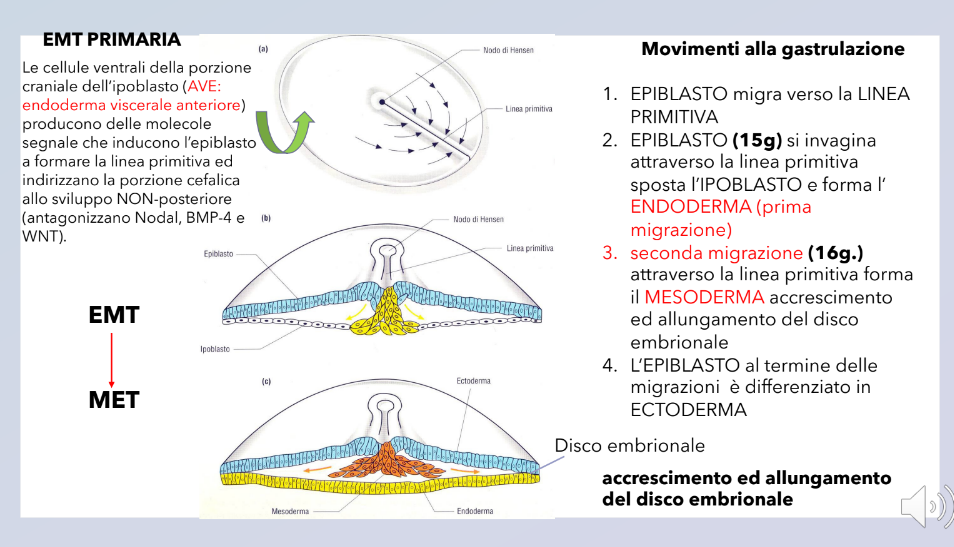 EMT PRIMARIA
Le cellule ventrali della porzione
craniale dell'ipoblasto (AVE:
endoderma viscerale anteriore)
producono delle molecole
segnale che inducono l'epiblasto
a formare la linea primitiva ed
indirizzano la porzione cefalica
allo sviluppo NON-posteriore
(antagonizzano Nodal, BMP-4 e
WNT).
EMT
MET
(a)
Nodo di Hensen
Linea primitiva
(b)
Nodo di Hensen
Linea primitiva
Epiblasto
Ipoblasto
(c)
Ectoderma
Mesoderma
Endoderma
Disco embrionale
Movimenti alla gastrulazione
1. EPIBLASTO migra verso la LINEA
PRIMITIVA
2. EPIBLASTO (15g) si invagina
attraverso la linea primitiva
sposta l'IPOBLASTO e forma l'
ENDODERMA (prima
migrazione)
3. seconda migrazione (16g.)
attraverso la linea primitiva forma
il MESODERMA accrescimento
ed allungamento del disco
embrionale
4. L'EPIBLASTO al termine delle
migrazioni è differenziato in
ECTODERMA
accrescimento ed allungamento
del disco embrionale